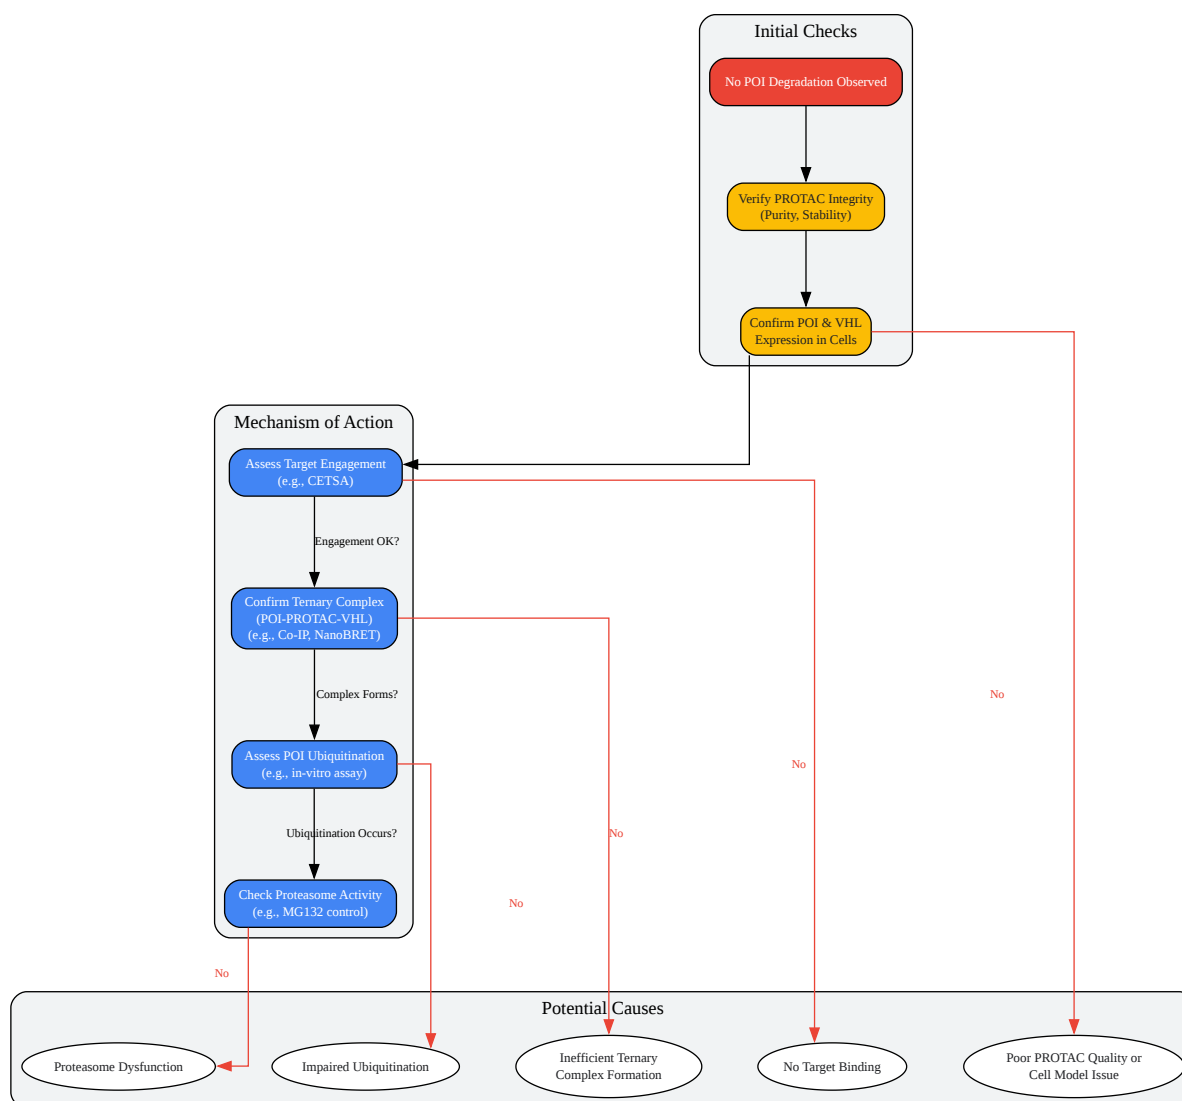 Initial Checks
No POI Degradation Observed
Verify PROTAC Integrity
(Purity, Stability)
Confirm POI & VHL
Expression in Cells
Mechanism of Action
Assess Target Engagement
(e.g., CETSA)
Engagement OK?
Confirm Ternary Complex
(POI-PROTAC-VHL)
(e.g., Co-IP, NanoBRET)
Complex Forms?
No
Assess POI Ubiquitination
(e.g., in-vitro assay)
No
Ubiquitination Occurs?
No
Check Proteasome Activity
(e.g., MG132 control)
No
No
Potential Causes
Proteasome Dysfunction
Impaired Ubiquitination
Inefficient Ternary
Complex Formation
No Target Binding
Poor PROTAC Quality or
Cell Model Issue